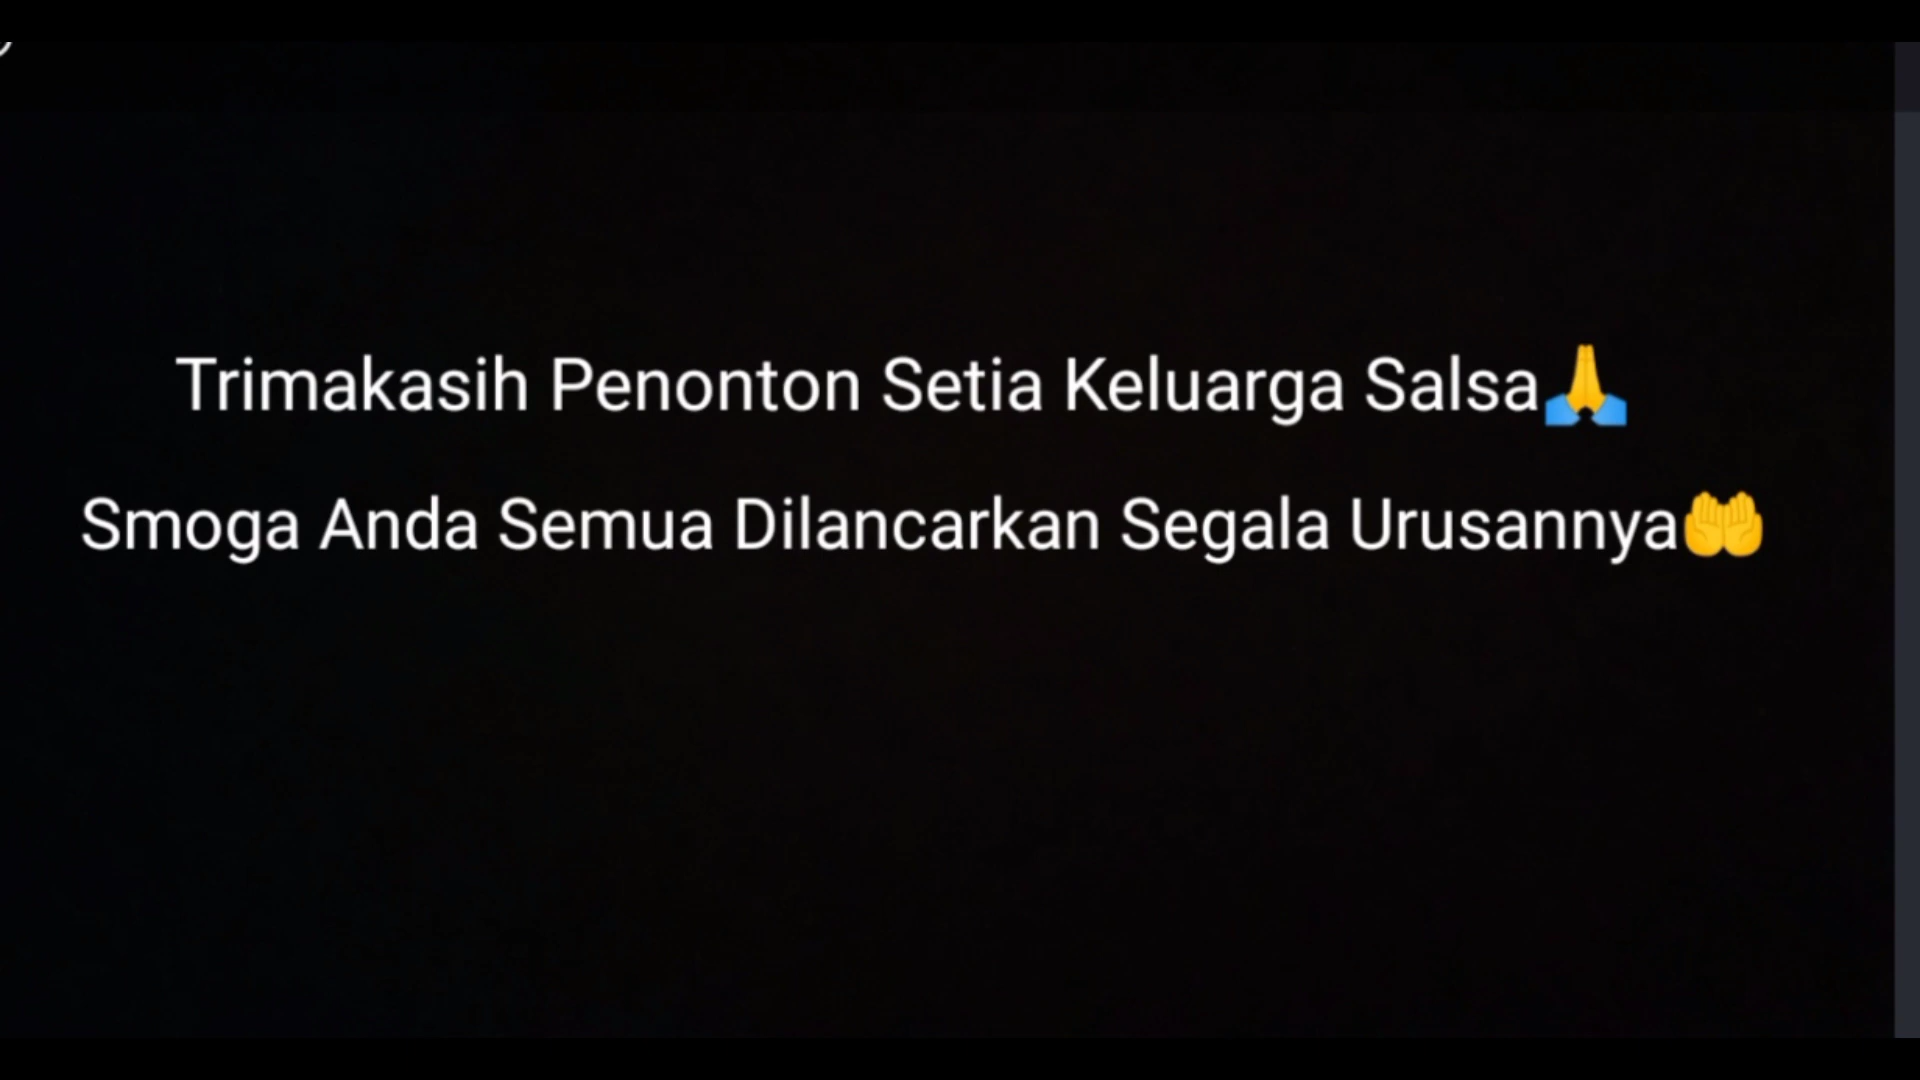 Trimakasih Penonton Setia Keluarga Salsa🙏
Smoga Anda Semua Dilancarkan Segala Urusannya🤲